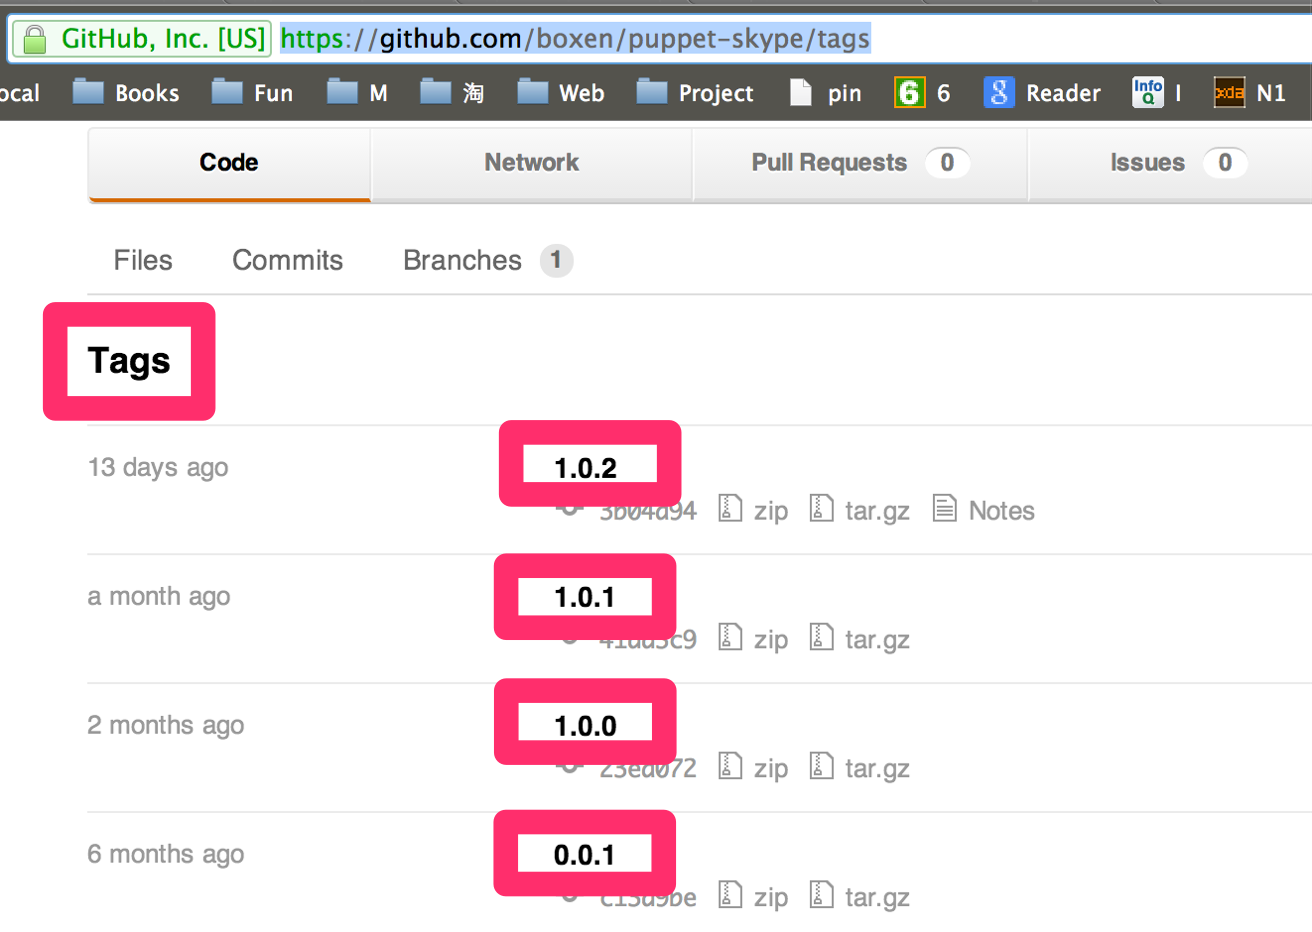 GitHub, Inc. [US] https://github.com/boxen/puppet-skype/tags
ocal Books Fun M 淘 Web Project pin 6 6 8 Reader Info Q I xda N1
Code Network Pull Requests 0 Issues 0
Files Commits Branches 1
Tags
13 days ago 1.0.2
3b04d94 zip tar.gz Notes
a month ago 1.0.1
zip tar.gz
2 months ago 1.0.0
23ed072 zip tar.gz
6 months ago 0.0.1
c13d9be zip tar.gz